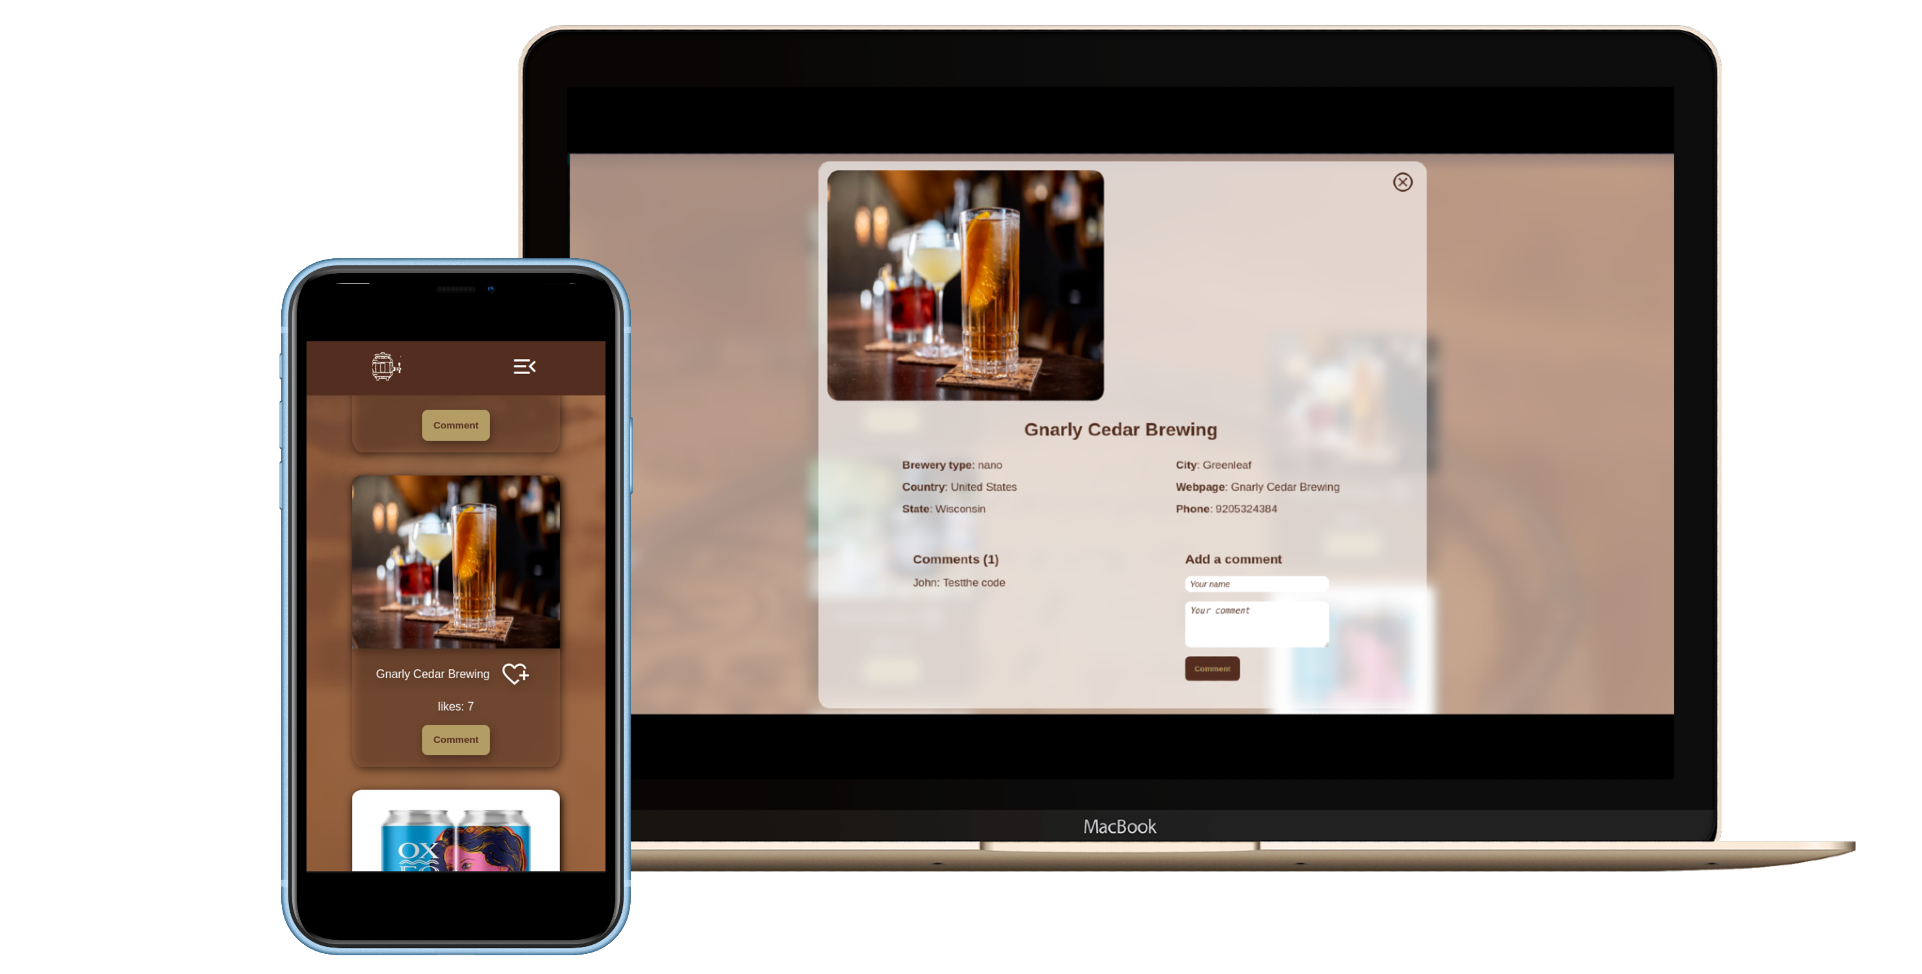 Comment
Gnarly Cedar Brewing
likes: 7
Comment
OX
Gnarly Cedar Brewing
Brewery type: nano
Country: United States
State: Wisconsin
City: Greenleaf
Webpage: Gnarly Cedar Brewing
Phone: 9205324384
Comments (1)
John: Testthe code
Add a comment
Your name
Your comment
Comment
MacBook